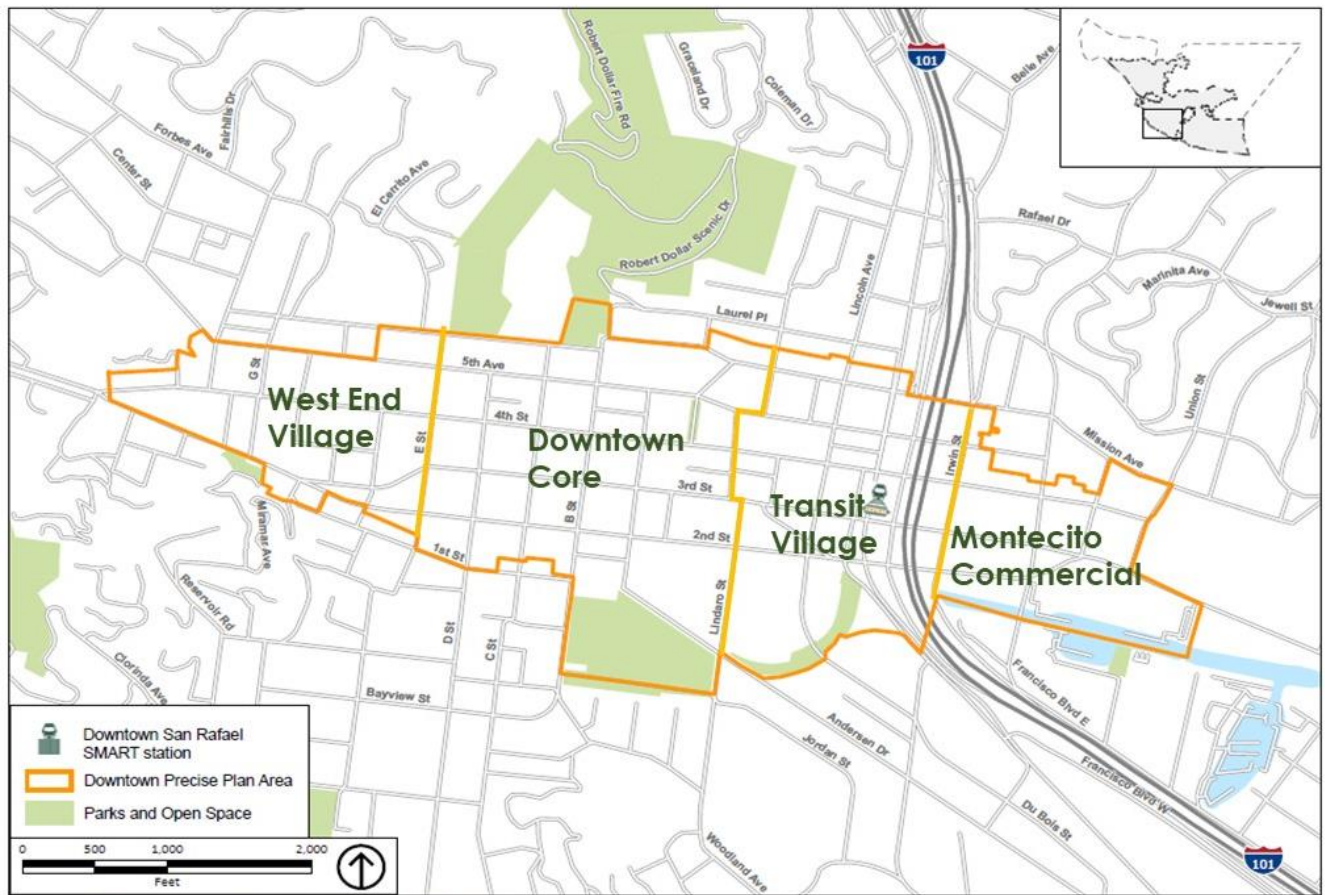 101
Belle Ave
Graceland Dr
Coleman Dr
Robert Dollar Fire Rd
Fairhills Dr
Forbes Ave
Center St
El Cerrito Ave
Rafael Dr
Robert Dollar Scenic Dr
Lincoln Ave
Marinita Ave
Jewell St
Laurel Pl
5th Ave
G St
Union St
West End
Village
4th St
Downtown
Core
E St
Irwin St
Mission Ave
3rd St
B St
Transit
Village
2nd St
Montecito
Commercial
1st St
Miramar Ave
Reservoir Rd
Lindaro St
D St
C St
Clorinda Ave
Francisco Blvd E
Bayview St
Andersen Dr
Jordan St
Francisco Blvd W
Du Bois St
Woodland Ave
101
Downtown San Rafael
SMART station
Downtown Precise Plan Area
Parks and Open Space
0 500 1,000 2,000
Feet